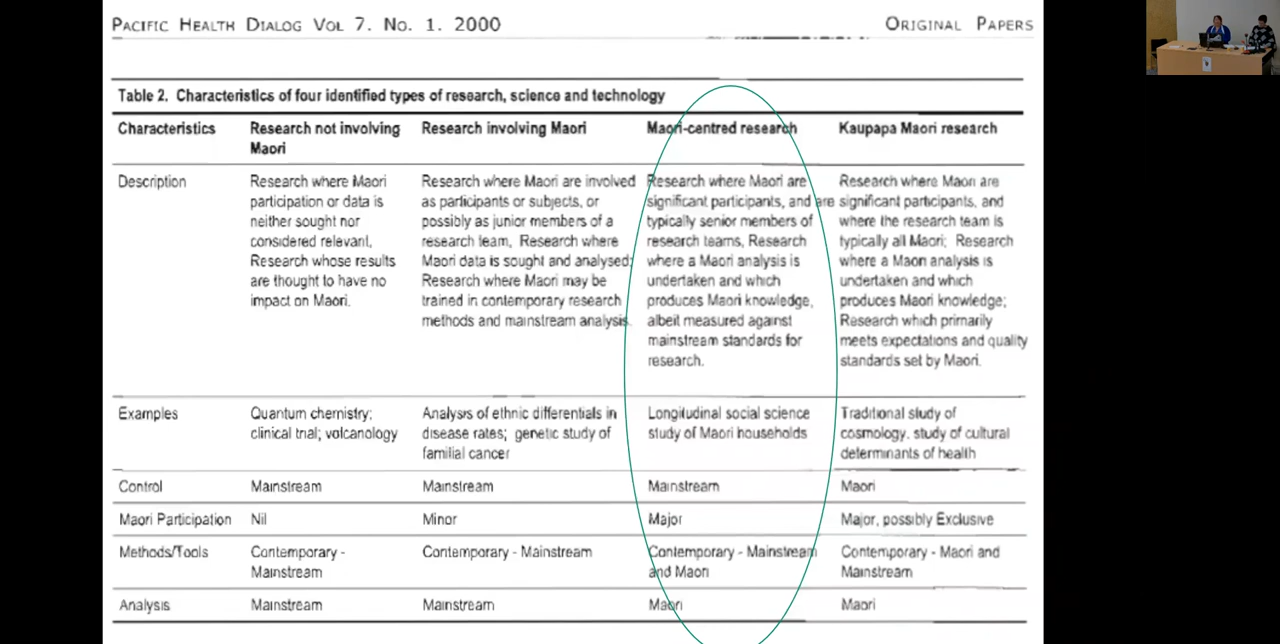 PACIFIC HEALTH DIALOG VOL 7. NO. 1. 2000
ORIGINAL PAPERS
Table 2. Characteristics of four identified types of research, science and technology
Characteristics
Research not involving
Maori
Research involving Maori
Maori-centred research
Kaupapa Maori research
Description
Research where Maori
participation or data is
neither sought nor
considered relevant,
Research whose results
are thought to have no
impact on Maori.
Research where Maori are involved
as participants or subjects, or
possibly as junior members of a
research team, Research where
Maori data is sought and analysed;
Research where Maori may be
trained in contemporary research
methods and mainstream analysis.
Research where Maori are
significant participants, and are
typically senior members of
research teams, Research
where a Maori analysis is
undertaken and which
produces Maori knowledge,
albeit measured against
mainstream standards for
research.
Research where Maori are
significant participants, and
where the research team is
typically all Maori; Research
where a Maori analysis is
undertaken and which
produces Maori knowledge;
Research which primarily
meets expectations and quality
standards set by Maori.
Examples
Quantum chemistry;
clinical trial; volcanology
Analysis of ethnic differentials in
disease rates; genetic study of
familial cancer
Longitudinal social science
study of Maori households
Traditional study of
cosmology, study of cultural
determinants of health
Control
Mainstream
Mainstream
Mainstream
Maori
Maori Participation
Nil
Minor
Major
Major, possibly Exclusive
Methods/Tools
Contemporary -
Mainstream
Contemporary - Mainstream
Contemporary - Mainstream
and Maori
Contemporary - Maori and
Mainstream
Analysis
Mainstream
Mainstream
Maori
Maori